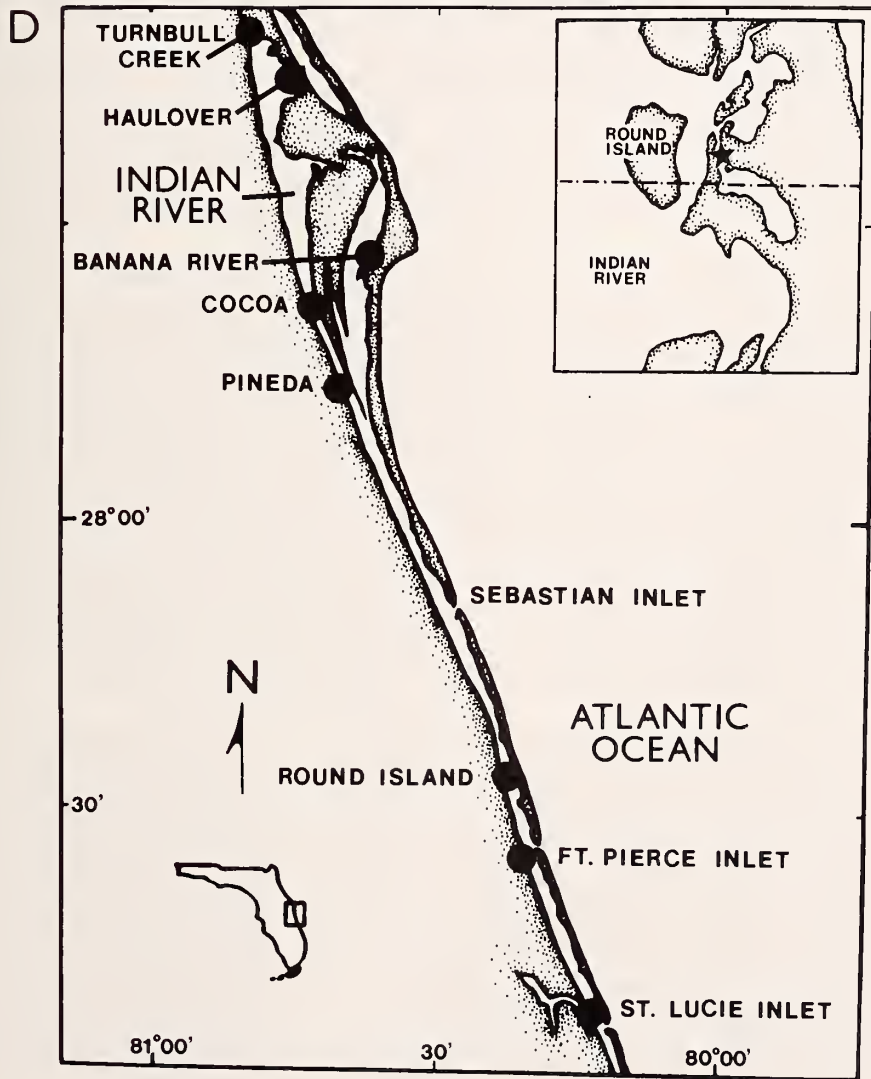 D
TURNBULL
CREEK
HAULOVER
INDIAN
RIVER
BANANA RIVER
COCOA
PINEDA
ROUND
ISLAND
INDIAN
RIVER
28°00'
SEBASTIAN INLET
N
ATLANTIC
OCEAN
ROUND ISLAND
30'
FT. PIERCE INLET
ST. LUCIE INLET
81°00'
30'
80°00'